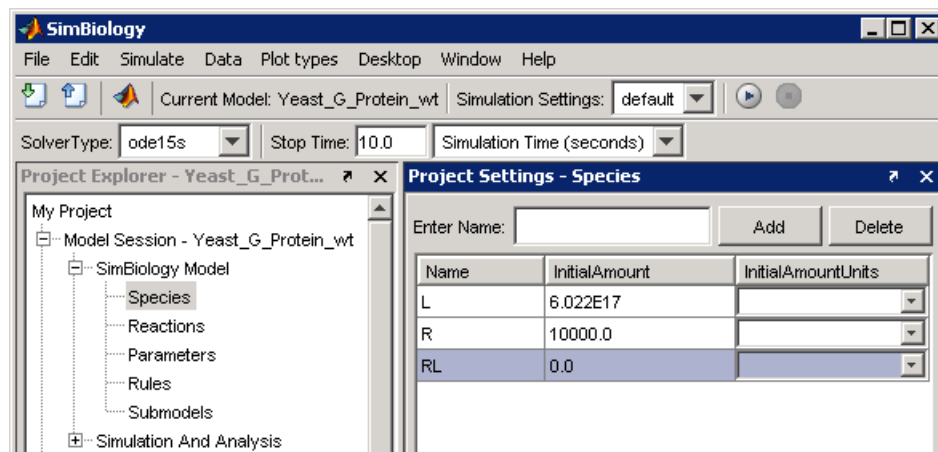 SimBiology
File Edit Simulate Data Plot types Desktop Window Help
Current Model: Yeast_G_Protein_wt Simulation Settings: default
SolverType: ode15s Stop Time: 10.0 Simulation Time (seconds)
Project Explorer - Yeast_G_Prot... Project Settings - Species
My Project
Enter Name: Add Delete
Model Session - Yeast_G_Protein_wt
SimBiology Model
Name InitialAmount InitialAmountUnits
Species
L 6.022E17
Reactions
R 10000.0
Parameters
RL 0.0
Rules
Submodels
Simulation And Analysis